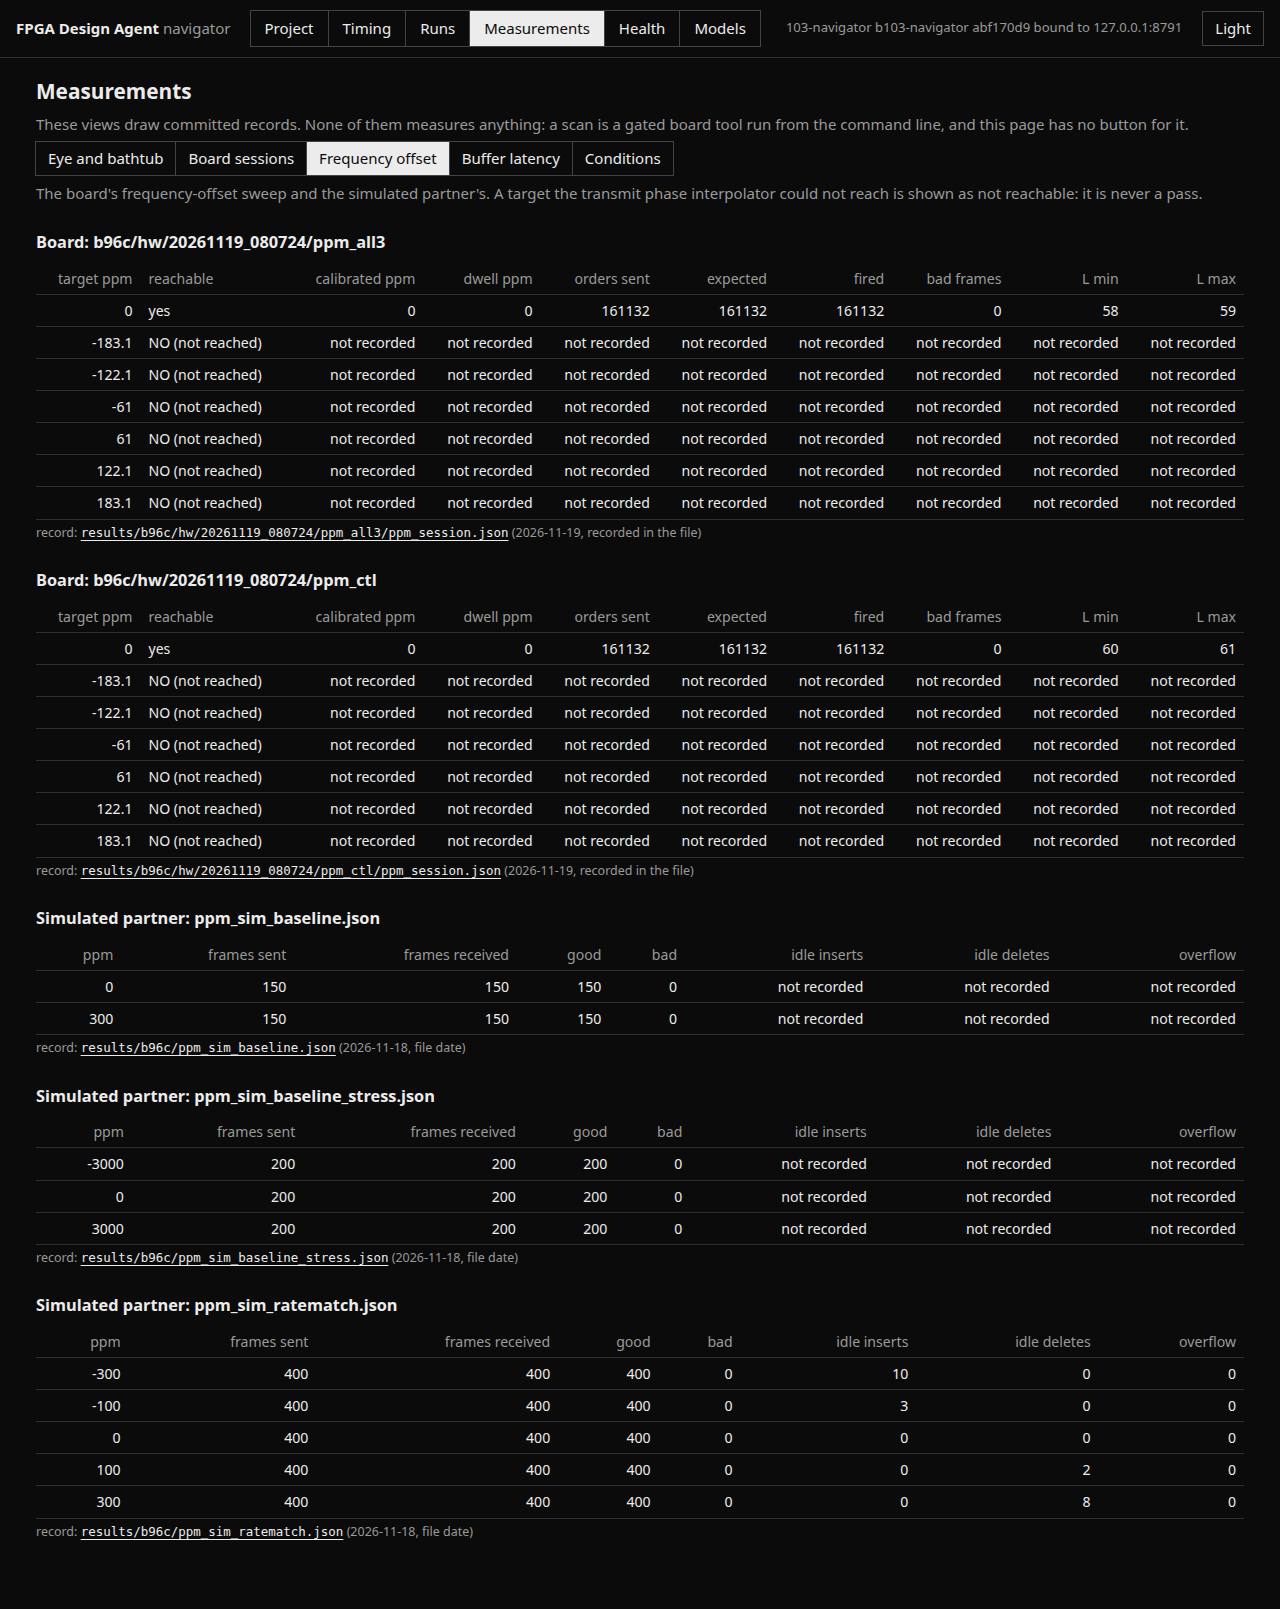 FPGA Design Agent navigator Project Timing Runs Measurements Health Models 103-navigator b103-navigator abf170d9 bound to 127.0.0.1:8791 Light
Measurements
These views draw committed records. None of them measures anything: a scan is a gated board tool run from the command line, and this page has no button for it.
Eye and bathtub Board sessions Frequency offset Buffer latency Conditions
The board's frequency-offset sweep and the simulated partner's. A target the transmit phase interpolator could not reach is shown as not reachable: it is never a pass.
Board: b96c/hw/20261119_080724/ppm_all3
target ppm reachable calibrated ppm dwell ppm orders sent expected fired bad frames L min L max
0 yes 0 0 161132 161132 161132 0 58 59
-183.1 NO (not reached) not recorded not recorded not recorded not recorded not recorded not recorded not recorded not recorded
-122.1 NO (not reached) not recorded not recorded not recorded not recorded not recorded not recorded not recorded not recorded
-61 NO (not reached) not recorded not recorded not recorded not recorded not recorded not recorded not recorded not recorded
61 NO (not reached) not recorded not recorded not recorded not recorded not recorded not recorded not recorded not recorded
122.1 NO (not reached) not recorded not recorded not recorded not recorded not recorded not recorded not recorded not recorded
183.1 NO (not reached) not recorded not recorded not recorded not recorded not recorded not recorded not recorded not recorded
record: results/b96c/hw/20261119_080724/ppm_all3/ppm_session.json (2026-11-19, recorded in the file)
Board: b96c/hw/20261119_080724/ppm_ctl
target ppm reachable calibrated ppm dwell ppm orders sent expected fired bad frames L min L max
0 yes 0 0 161132 161132 161132 0 60 61
-183.1 NO (not reached) not recorded not recorded not recorded not recorded not recorded not recorded not recorded not recorded
-122.1 NO (not reached) not recorded not recorded not recorded not recorded not recorded not recorded not recorded not recorded
-61 NO (not reached) not recorded not recorded not recorded not recorded not recorded not recorded not recorded not recorded
61 NO (not reached) not recorded not recorded not recorded not recorded not recorded not recorded not recorded not recorded
122.1 NO (not reached) not recorded not recorded not recorded not recorded not recorded not recorded not recorded not recorded
183.1 NO (not reached) not recorded not recorded not recorded not recorded not recorded not recorded not recorded not recorded
record: results/b96c/hw/20261119_080724/ppm_ctl/ppm_session.json (2026-11-19, recorded in the file)
Simulated partner: ppm_sim_baseline.json
ppm frames sent frames received good bad idle inserts idle deletes overflow
0 150 150 150 0 not recorded not recorded not recorded
300 150 150 150 0 not recorded not recorded not recorded
record: results/b96c/ppm_sim_baseline.json (2026-11-18, file date)
Simulated partner: ppm_sim_baseline_stress.json
ppm frames sent frames received good bad idle inserts idle deletes overflow
-3000 200 200 200 0 not recorded not recorded not recorded
0 200 200 200 0 not recorded not recorded not recorded
3000 200 200 200 0 not recorded not recorded not recorded
record: results/b96c/ppm_sim_baseline_stress.json (2026-11-18, file date)
Simulated partner: ppm_sim_ratematch.json
ppm frames sent frames received good bad idle inserts idle deletes overflow
-300 400 400 400 0 10 0 0
-100 400 400 400 0 3 0 0
0 400 400 400 0 0 0 0
100 400 400 400 0 0 2 0
300 400 400 400 0 0 8 0
record: results/b96c/ppm_sim_ratematch.json (2026-11-18, file date)